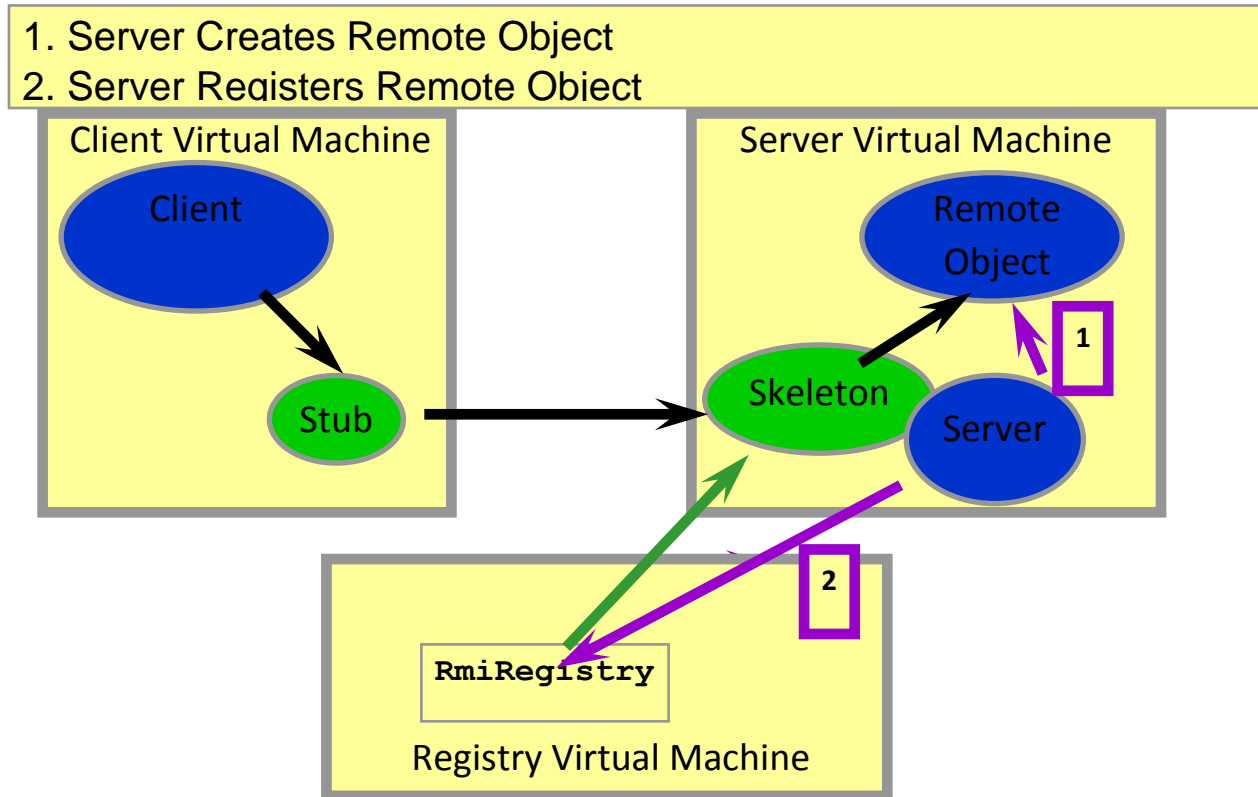 1. Server Creates Remote Object
2. Server Registers Remote Object
Client Virtual Machine
Server Virtual Machine
Client
Remote
Object
1
Skeleton
Stub
Server
2
RmiRegistry
Registry Virtual Machine